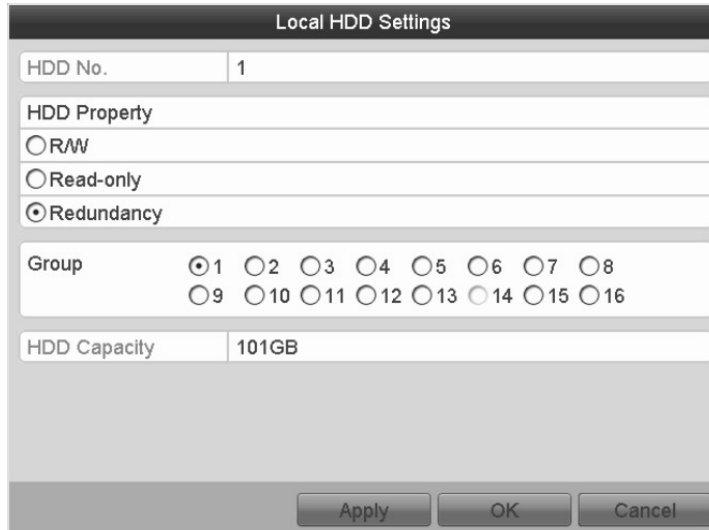 Local HDD Settings
HDD No. 1
HDD Property
R/W
Read-only
Redundancy
Group 1 2 3 4 5 6 7 8
9 10 11 12 13 14 15 16
HDD Capacity 101GB
Apply OK Cancel